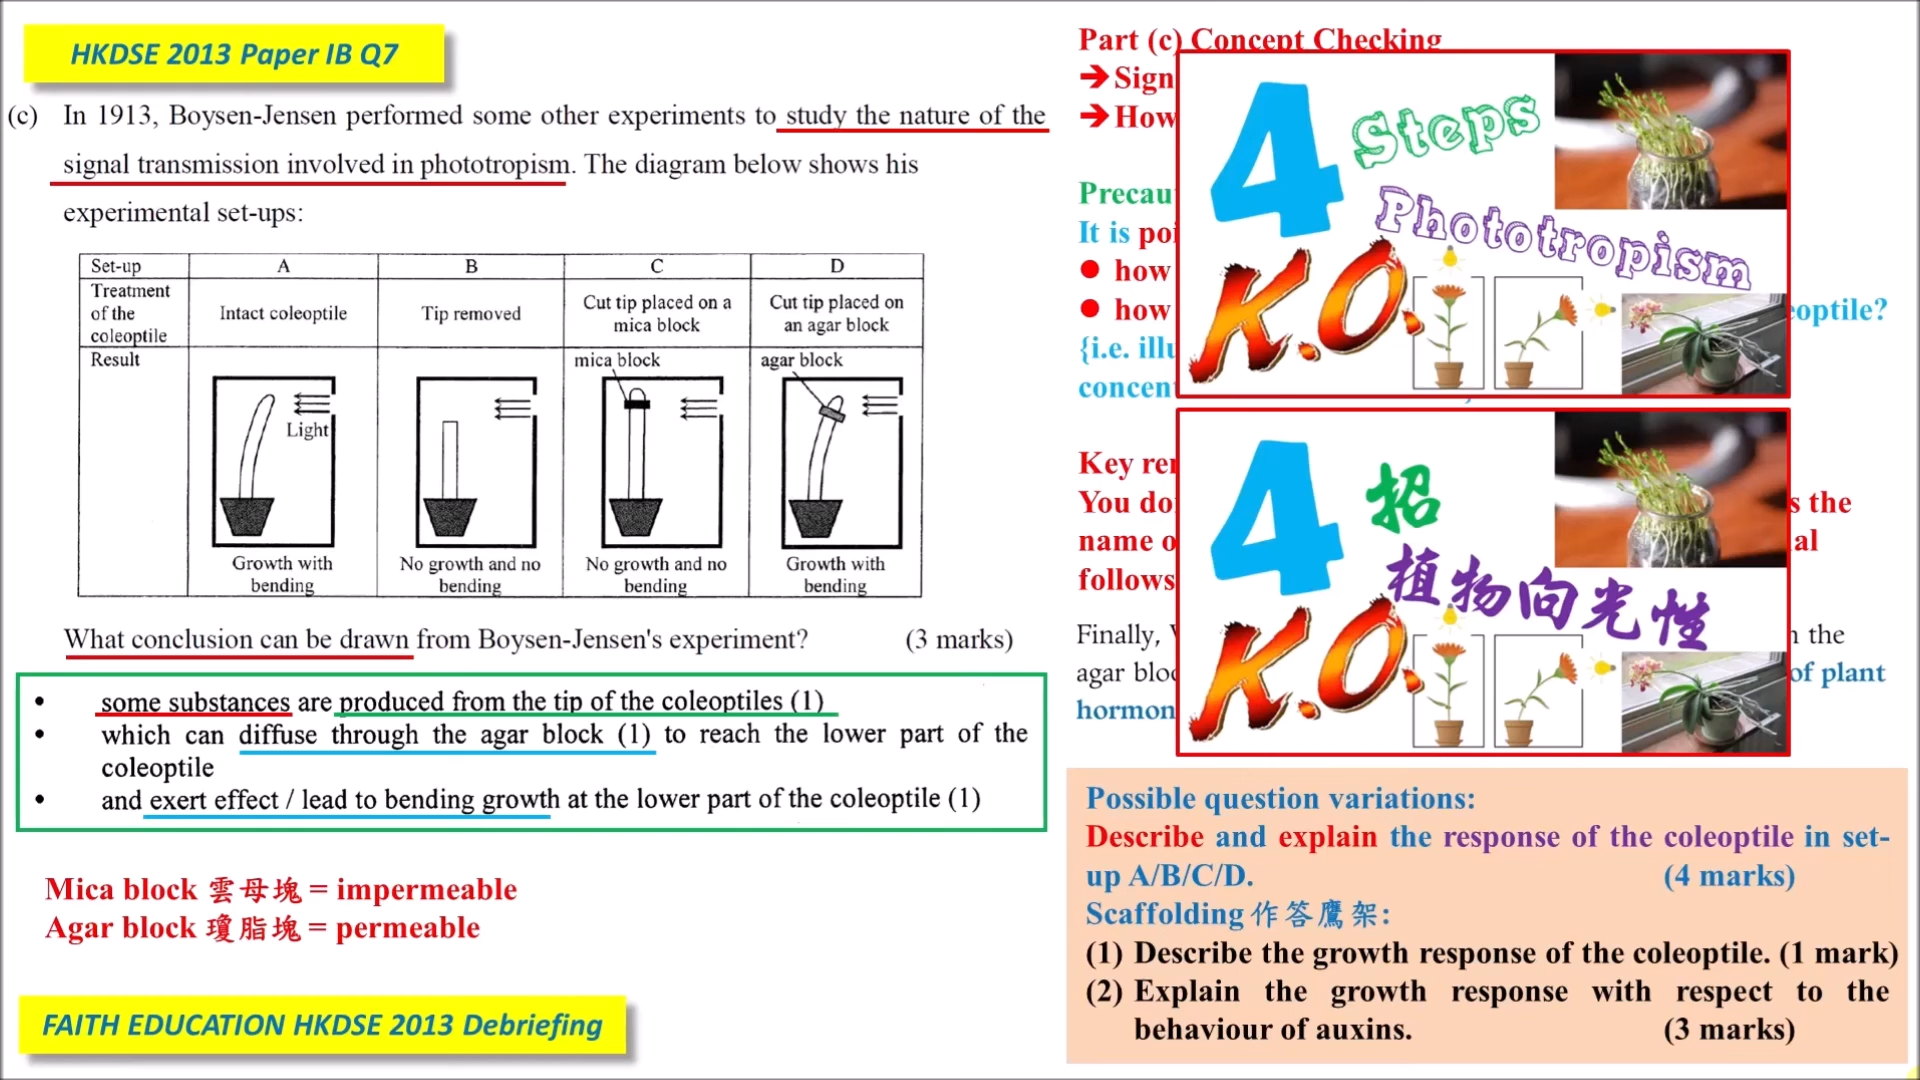 HKDSE 2013 Paper IB Q7
(c) In 1913, Boysen-Jensen performed some other experiments to study the nature of the
signal transmission involved in phototropism. The diagram below shows his
experimental set-ups:
Set-up A B C D
Treatment of the coleoptile
Intact coleoptile
Tip removed
Cut tip placed on a mica block
Cut tip placed on an agar block
Result
mica block
agar block
Light
Growth with bending
No growth and no bending
No growth and no bending
Growth with bending
What conclusion can be drawn from Boysen-Jensen's experiment? (3 marks)
• some substances are produced from the tip of the coleoptiles (1)
• which can diffuse through the agar block (1) to reach the lower part of the
coleoptile
• and exert effect / lead to bending growth at the lower part of the coleoptile (1)
Mica block 雲母塊 = impermeable
Agar block 瓊脂塊 = permeable
FAITH EDUCATION HKDSE 2013 Debriefing
Part (c) Concept Checking
➔ Sign
➔ How
Precau
It is poi
● how
● how eoptile?
{i.e. illu
concen
4 Steps
Phototropism
K.O.
Key re
You do s the
name o al
follows
4 招
植物向光性
K.O.
Finally, the
agar bloc of plant
hormon
Possible question variations:
Describe and explain the response of the coleoptile in set-
up A/B/C/D. (4 marks)
Scaffolding 作答鷹架:
(1) Describe the growth response of the coleoptile. (1 mark)
(2) Explain the growth response with respect to the
behaviour of auxins. (3 marks)